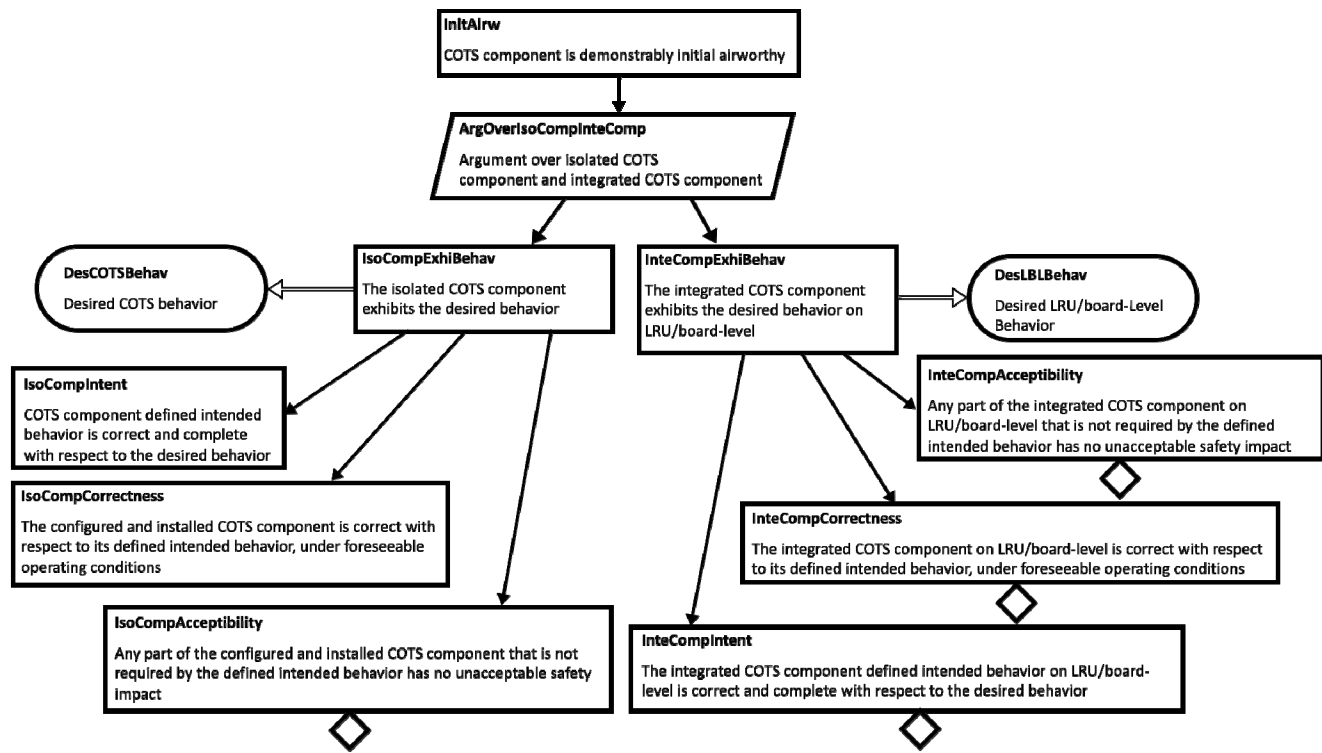 InitAirw
COTS component is demonstrably initial airworthy
ArgOverIsoCompInteComp
Argument over isolated COTS
component and integrated COTS component
DesCOTSBehav
Desired COTS behavior
IsoCompExhiBehav
The isolated COTS component
exhibits the desired behavior
InteCompExhiBehav
The integrated COTS component
exhibits the desired behavior on
LRU/board-level
DesLBLBehav
Desired LRU/board-Level
Behavior
IsoCompIntent
COTS component defined intended
behavior is correct and complete
with respect to the desired behavior
InteCompAcceptibility
Any part of the integrated COTS component on
LRU/board-level that is not required by the defined
intended behavior has no unacceptable safety impact
IsoCompCorrectness
The configured and installed COTS component is correct with
respect to its defined intended behavior, under foreseeable
operating conditions
InteCompCorrectness
The integrated COTS component on LRU/board-level is correct with respect
to its defined intended behavior, under foreseeable operating conditions
IsoCompAcceptibility
Any part of the configured and installed COTS component that is not
required by the defined intended behavior has no unacceptable safety
impact
InteCompIntent
The integrated COTS component defined intended behavior on LRU/board-
level is correct and complete with respect to the desired behavior